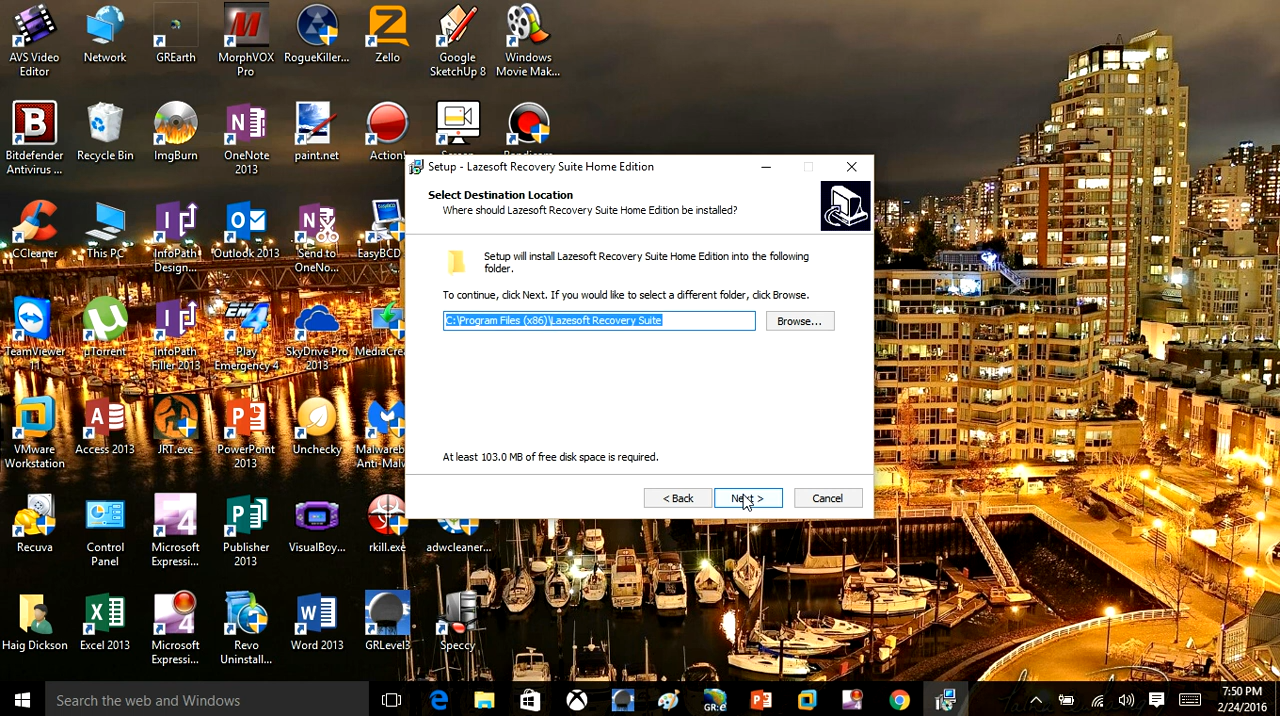 AVS Video
Editor
Network
GREarth
MorphVOX
Pro
RogueKiller...
Zello
Google
SketchUp 8
Windows
Movie Mak...
Bitdefender
Antivirus ...
Recycle Bin
ImgBurn
OneNote
2013
paint.net
Action!
Setup - Lazesoft Recovery Suite Home Edition
Select Destination Location
Where should Lazesoft Recovery Suite Home Edition be installed?
Setup will install Lazesoft Recovery Suite Home Edition into the following
folder.
To continue, click Next. If you would like to select a different folder, click Browse.
C:\Program Files (x86)\Lazesoft Recovery Suite
Browse...
At least 103.0 MB of free disk space is required.
< Back
Next >
Cancel
CCleaner
This PC
InfoPath
Design...
Outlook 2013
Send to
OneNo...
EasyBCD
TeamViewer
11
µTorrent
InfoPath
Filler 2013
Play
Emergency 4
SkyDrive Pro
2013
MediaCrea
VMware
Workstation
Access 2013
JRT.exe
PowerPoint
2013
Unchecky
Malwareb
Anti-Malw
Recuva
Control
Panel
Microsoft
Expressi...
Publisher
2013
VisualBoy...
rkill.exe
adwcleaner...
Haig Dickson
Excel 2013
Microsoft
Expressi...
Revo
Uninstall...
Word 2013
GRLevel3
Speccy
Search the web and Windows
GR:e
7:50 PM
2/24/2016